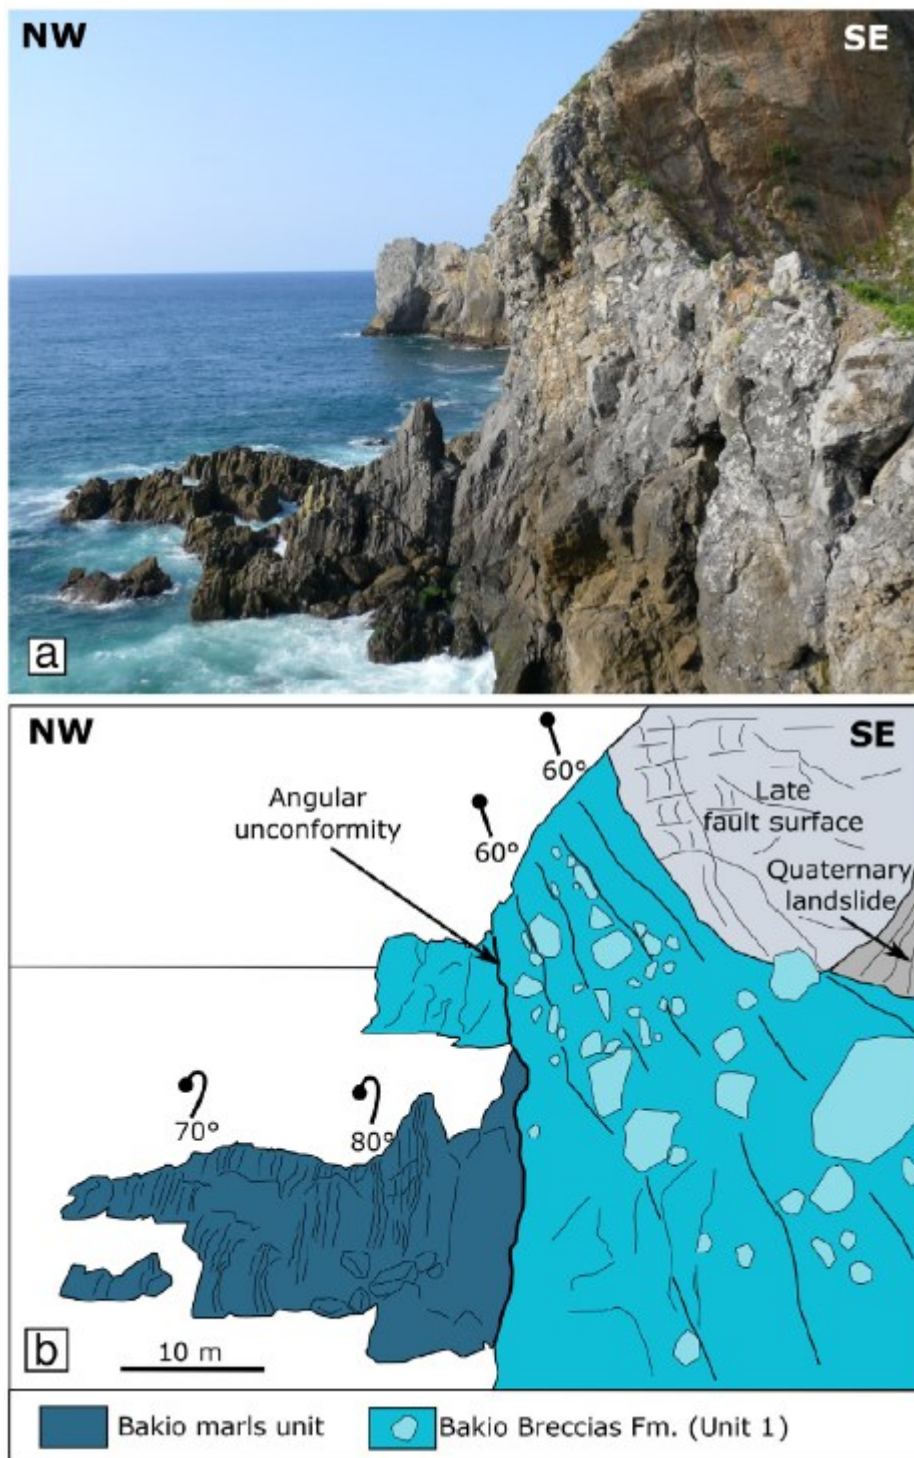 NW
SE
a
NW
SE
60°
Angular
unconformity
60°
Late
fault surface
Quaternary
landslide
70°
80°
b
10 m
Bakio marls unit
Bakio Breccias Fm. (Unit 1)